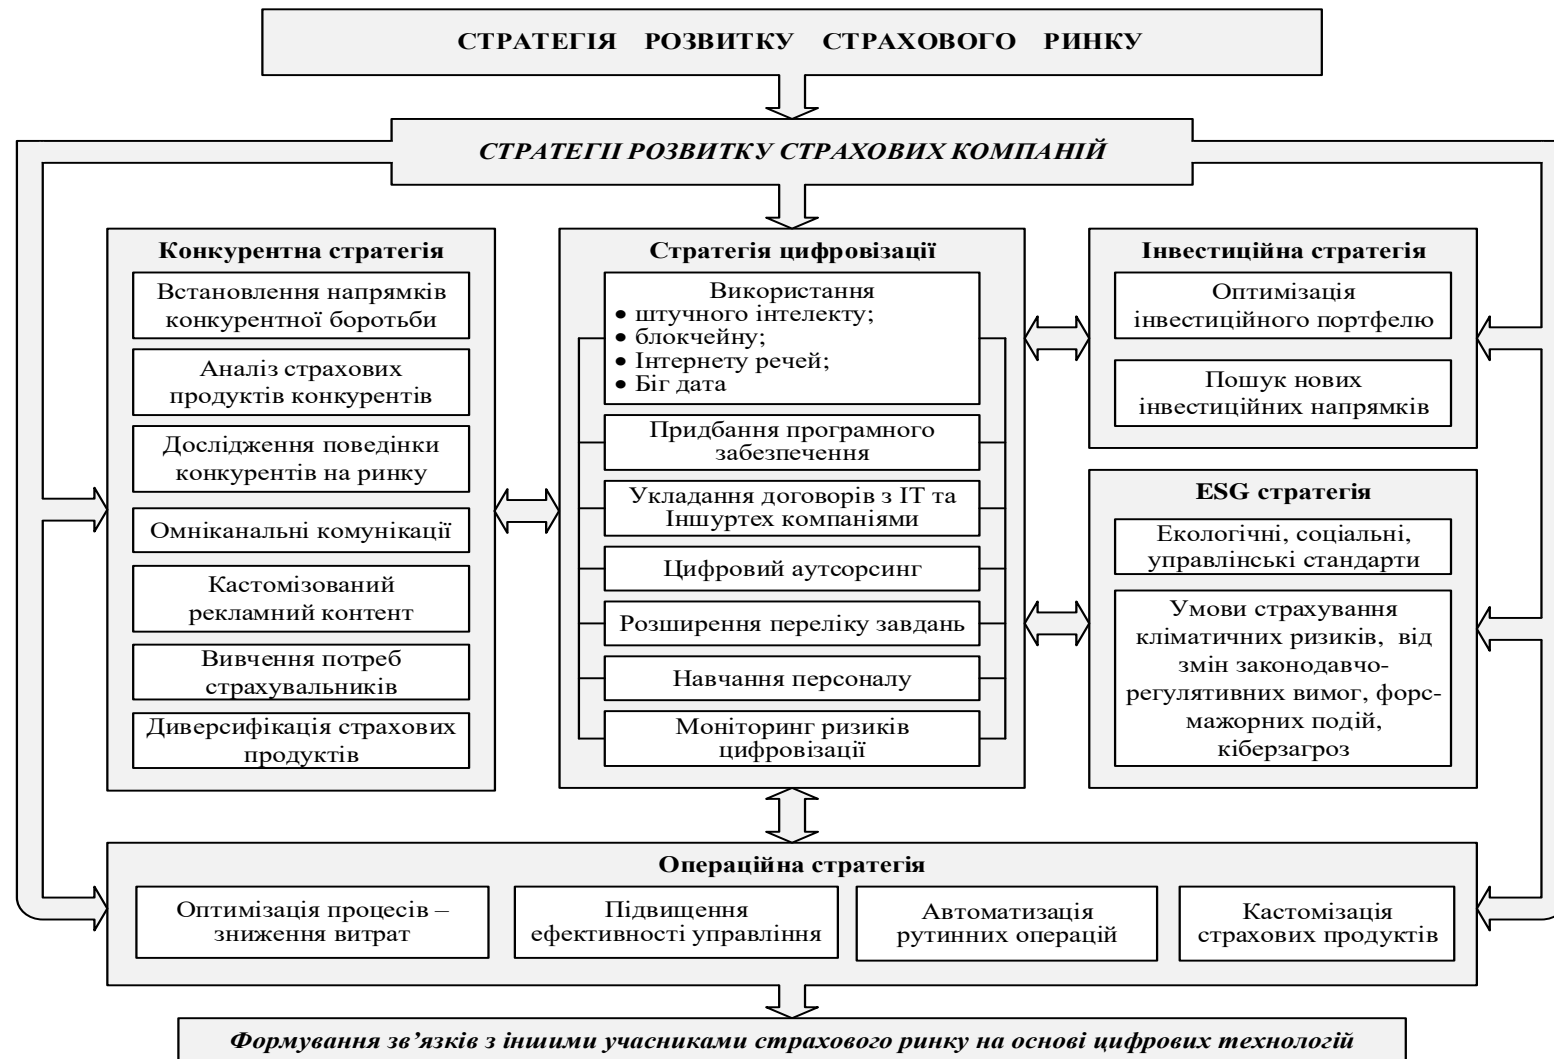 СТРАТЕГІЯ РОЗВИТКУ СТРАХОВОГО РИНКУ
СТРАТЕГІІ РОЗВИТКУ СТРАХОВИХ КОМПАНІЙ
Конкурентна стратегія
Встановлення напрямків
конкурентної боротьби
Аналіз страхових
продуктів конкурентів
Дослідження поведінки
конкурентів на ринку
Омніканальні комунікації
Кастомізований
рекламний контент
Вивчення потреб
страхувальників
Диверсифікація страхових
продуктів
Стратегія цифровізації
Використання
• штучного інтелекту;
• блокчейну;
• Інтернету речей;
• Біг дата
Придбання програмного
забезпечення
Укладання договорів з ІТ та
Іншуртех компаніями
Цифровий аутсорсинг
Розширення переліку завдань
Навчання персоналу
Моніторинг ризиків
цифровізації
Інвестиційна стратегія
Оптимізація
інвестиційного портфелю
Пошук нових
інвестиційних напрямків
ESG стратегія
Екологічні, соціальні,
управлінські стандарти
Умови страхування
кліматичних ризиків, від
змін законодавчо-
регулятивних вимог, форс-
мажорних подій,
кіберзагроз
Операційна стратегія
Оптимізація процесів –
зниження витрат
Підвищення
ефективності управління
Автоматизація
рутинних операцій
Кастомізація
страхових продуктів
Формування зв’язків з іншими учасниками страхового ринку на основі цифрових технологій